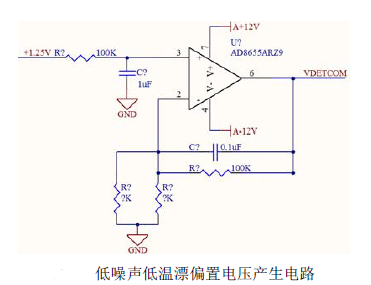 A+12V
U?
AD8655ARZ9
+1.25V R? 100K
3
7
V+
V-
6
VDETCOM
C?
1uF
GND
2
4
A-12V
C? 0.1uF
R? 100K
R?
?K
R?
?K
GND
低噪声低温漂偏置电压产生电路